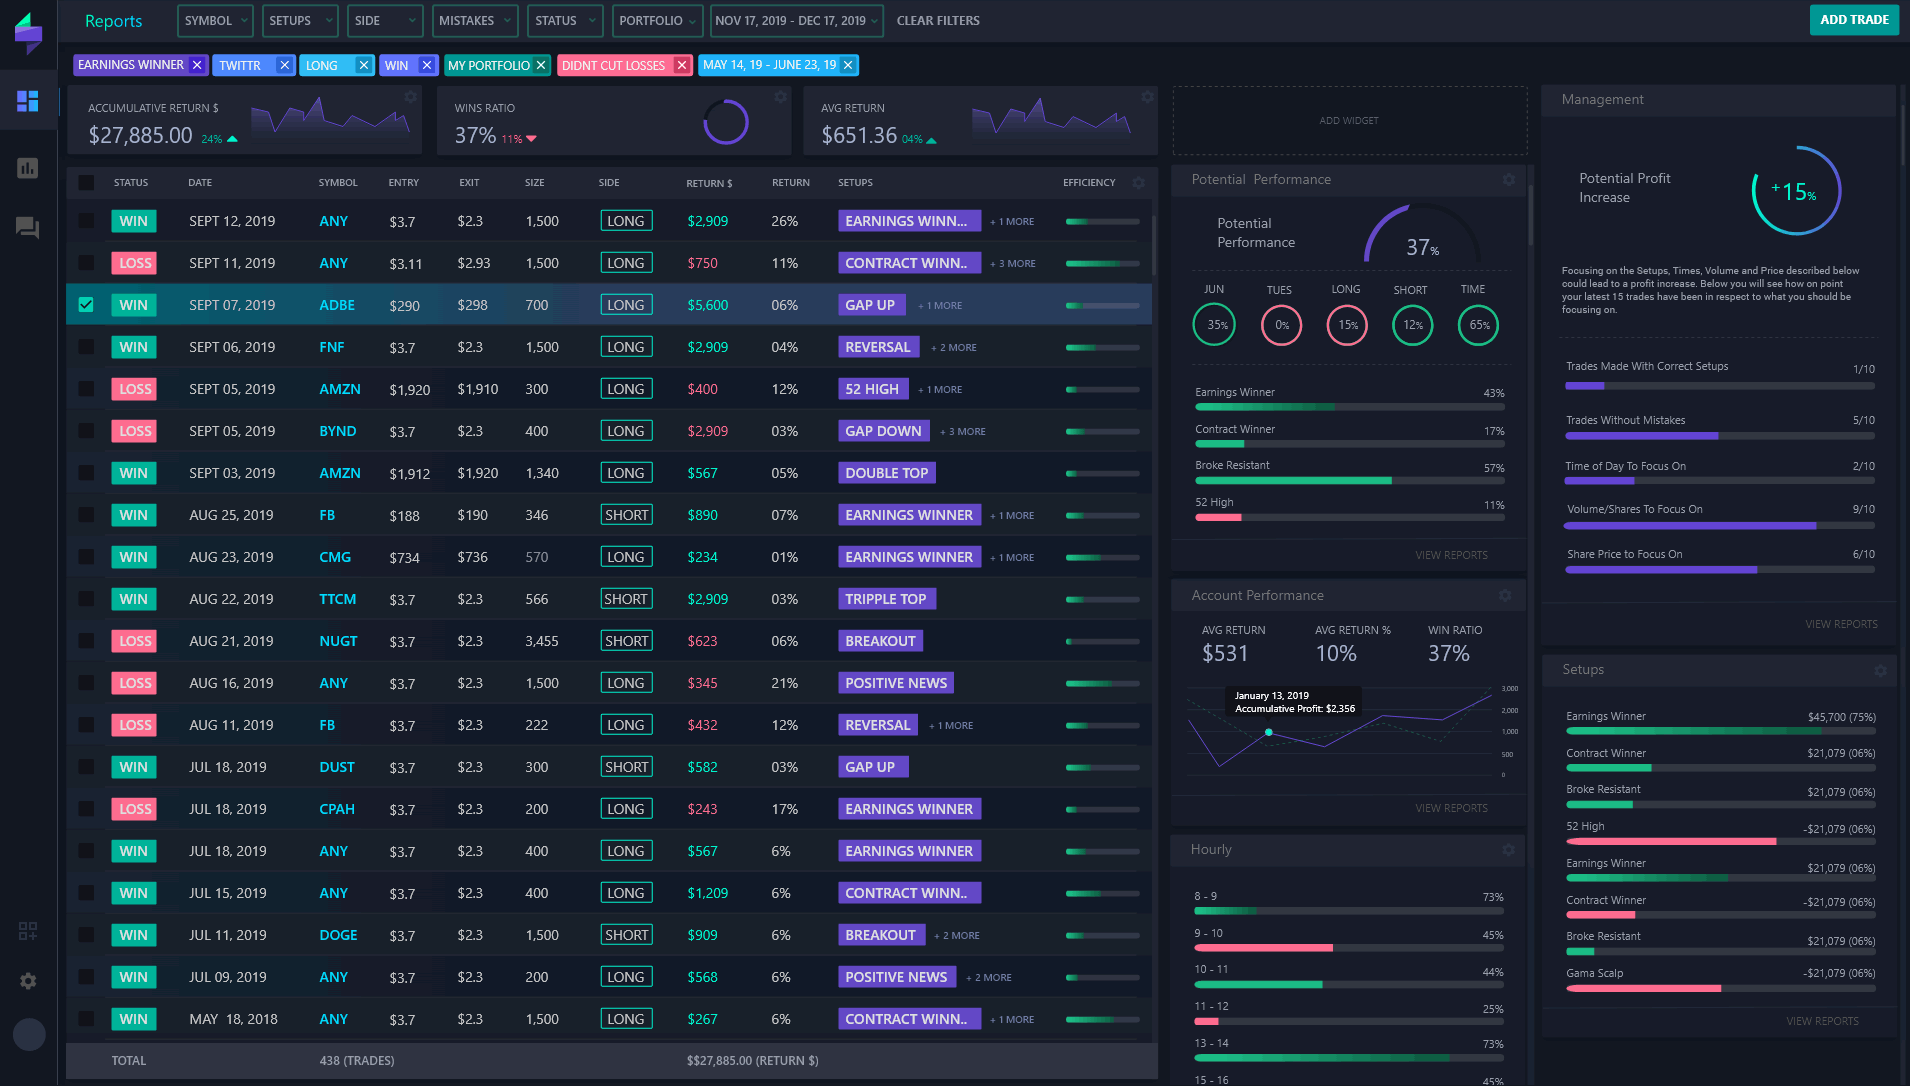 Reports
SYMBOL
SETUPS
SIDE
MISTAKES
STATUS
PORTFOLIO
NOV 17, 2019 - DEC 17, 2019
CLEAR FILTERS
ADD TRADE
EARNINGS WINNER
TWITTR
LONG
WIN
MY PORTFOLIO
DIDNT CUT LOSSES
MAY 14, 19 - JUNE 23, 19
ACCUMULATIVE RETURN $
$27,885.00 24%
WINS RATIO
37% 11%
AVG RETURN
$651.36 04%
ADD WIDGET
STATUS DATE SYMBOL ENTRY EXIT SIZE SIDE RETURN $ RETURN SETUPS EFFICIENCY
WIN SEPT 12, 2019 ANY $3.7 $2.3 1,500 LONG $2,909 26% EARNINGS WINN... + 1 MORE
LOSS SEPT 11, 2019 ANY $3.11 $2.93 1,500 LONG $750 11% CONTRACT WINN.. + 3 MORE
WIN SEPT 07, 2019 ADBE $290 $298 700 LONG $5,600 06% GAP UP + 1 MORE
WIN SEPT 06, 2019 FNF $3.7 $2.3 1,500 LONG $2,909 04% REVERSAL + 2 MORE
LOSS SEPT 05, 2019 AMZN $1,920 $1,910 300 LONG $400 12% 52 HIGH + 1 MORE
LOSS SEPT 05, 2019 BYND $3.7 $2.3 400 LONG $2,909 03% GAP DOWN + 3 MORE
WIN SEPT 03, 2019 AMZN $1,912 $1,920 1,340 LONG $567 05% DOUBLE TOP
WIN AUG 25, 2019 FB $188 $190 346 SHORT $890 07% EARNINGS WINNER + 1 MORE
WIN AUG 23, 2019 CMG $734 $736 570 LONG $234 01% EARNINGS WINNER + 1 MORE
WIN AUG 22, 2019 TTCM $3.7 $2.3 566 SHORT $2,909 03% TRIPPLE TOP
LOSS AUG 21, 2019 NUGT $3.7 $2.3 3,455 SHORT $623 06% BREAKOUT
LOSS AUG 16, 2019 ANY $3.7 $2.3 1,500 LONG $345 21% POSITIVE NEWS
LOSS AUG 11, 2019 FB $3.7 $2.3 222 LONG $432 12% REVERSAL + 1 MORE
WIN JUL 18, 2019 DUST $3.7 $2.3 300 SHORT $582 03% GAP UP
LOSS JUL 18, 2019 CPAH $3.7 $2.3 200 LONG $243 17% EARNINGS WINNER
WIN JUL 18, 2019 ANY $3.7 $2.3 400 LONG $567 6% EARNINGS WINNER
WIN JUL 15, 2019 ANY $3.7 $2.3 400 LONG $1,209 6% CONTRACT WINN..
WIN JUL 11, 2019 DOGE $3.7 $2.3 1,500 SHORT $909 6% BREAKOUT + 2 MORE
WIN JUL 09, 2019 ANY $3.7 $2.3 200 LONG $568 6% POSITIVE NEWS + 2 MORE
WIN MAY 18, 2018 ANY $3.7 $2.3 1,500 LONG $267 6% CONTRACT WINN.. + 1 MORE
TOTAL 438 (TRADES) $$27,885.00 (RETURN $)
Potential Performance
Potential
Performance
37%
JUN TUES LONG SHORT TIME
35% 0% 15% 12% 65%
Earnings Winner 43%
Contract Winner 17%
Broke Resistant 57%
52 High 11%
VIEW REPORTS
Account Performance
AVG RETURN AVG RETURN % WIN RATIO
$531 10% 37%
January 13, 2019
Accumulative Profit: $2,356
3,000
2,000
1,000
500
0
VIEW REPORTS
Hourly
8 - 9 73%
9 - 10 45%
10 - 11 44%
11 - 12 25%
13 - 14 73%
15 - 16 45%
Management
Potential Profit
Increase
+15%
Focusing on the Setups, Times, Volume and Price described below
could lead to a profit increase. Below you will see how on point
your latest 15 trades have been in respect to what you should be
focusing on.
Trades Made With Correct Setups 1/10
Trades Without Mistakes 5/10
Time of Day To Focus On 2/10
Volume/Shares To Focus On 9/10
Share Price to Focus On 6/10
VIEW REPORTS
Setups
Earnings Winner $45,700 (75%)
Contract Winner $21,079 (06%)
Broke Resistant $21,079 (06%)
52 High -$21,079 (06%)
Earnings Winner $21,079 (06%)
Contract Winner -$21,079 (06%)
Broke Resistant $21,079 (06%)
Gama Scalp -$21,079 (06%)
VIEW REPORTS